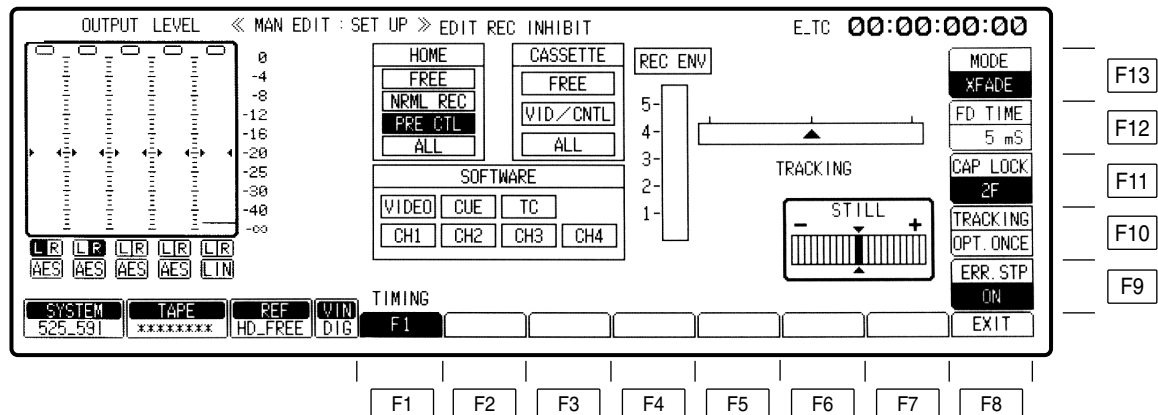 OUTPUT LEVEL ≪ MAN EDIT : SET UP ≫ EDIT REC INHIBIT E_TC 00:00:00:00
0
-4
-8
-12
-16
-20
-25
-30
-40
-∞
L R L R L R L R L R
AES AES AES AES LIN
HOME
FREE
NRML REC
PRE CTL
ALL
CASSETTE
FREE
VID/CNTL
ALL
SOFTWARE
VIDEO CUE TC
CH1 CH2 CH3 CH4
REC ENV
5-
4-
3-
2-
1-
TRACKING
STILL
- +
MODE
XFADE
FD TIME
5 mS
CAP LOCK
2F
TRACKING
OPT.ONCE
ERR.STP
ON
EXIT
F13
F12
F11
F10
F9
SYSTEM TAPE REF VIN
525_59I ******** HD_FREE DIG
TIMING
F1
F1 F2 F3 F4 F5 F6 F7 F8